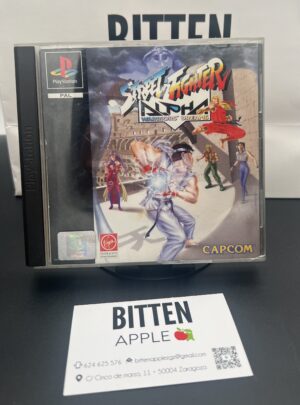 BITTEN
PlayStation
PAL
PlayStation
STREET FIGHTER
ALPHA
WARRIORS' DREAMS
Virgin
CAPCOM
BITTEN
APPLE
624 625 576
bittenapplezgz@gmail.com
C/ Cinco de marzo, 11 - 50004 Zaragoza